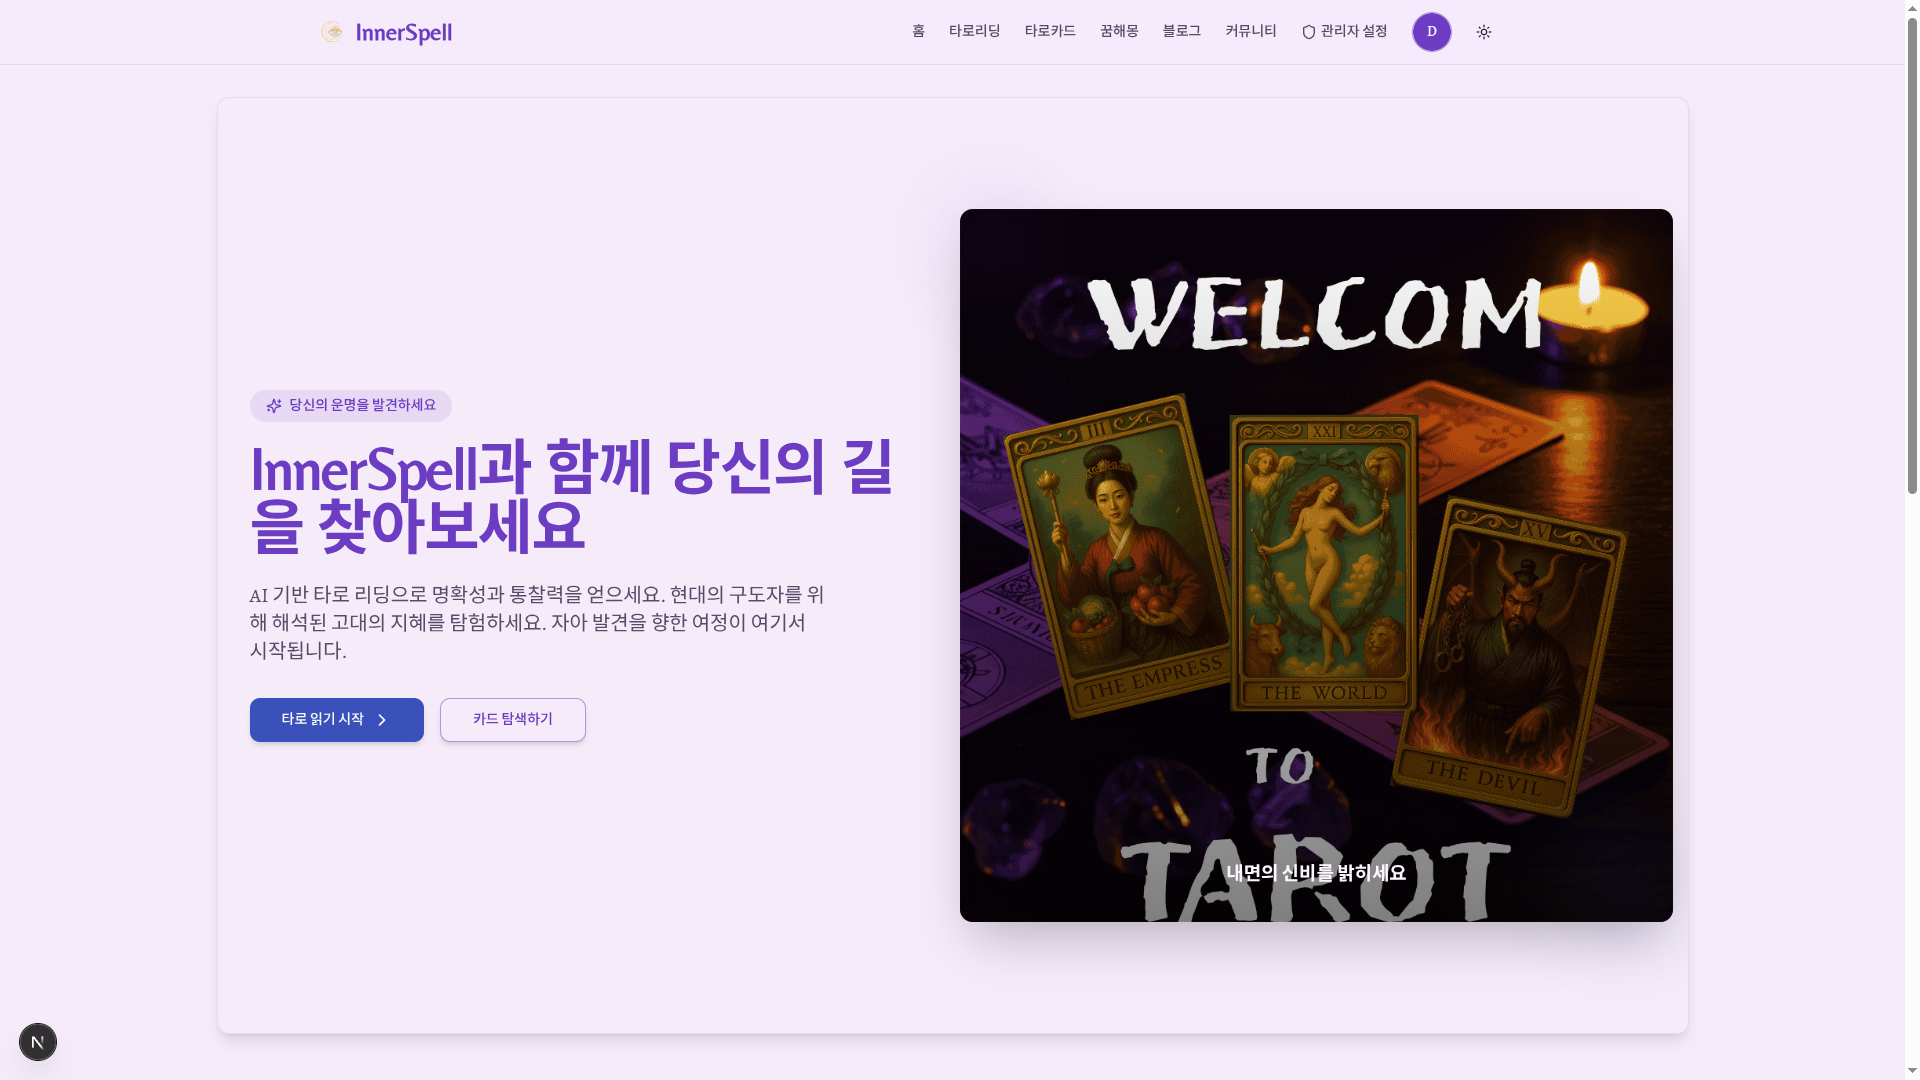 InnerSpell
홈 타로리딩 타로카드 꿈해몽 블로그 커뮤니티 관리자 설정 D
당신의 운명을 발견하세요
InnerSpell과 함께 당신의 길
을 찾아보세요
AI 기반 타로 리딩으로 명확성과 통찰력을 얻으세요. 현대의 구도자를 위
해 해석된 고대의 지혜를 탐험하세요. 자아 발견을 향한 여정이 여기서
시작됩니다.
타로 읽기 시작
카드 탐색하기
WELCOM
III
THE EMPRESS
XXI
THE WORLD
XV
THE DEVIL
TO
TAROT
내면의 신비를 밝히세요
N